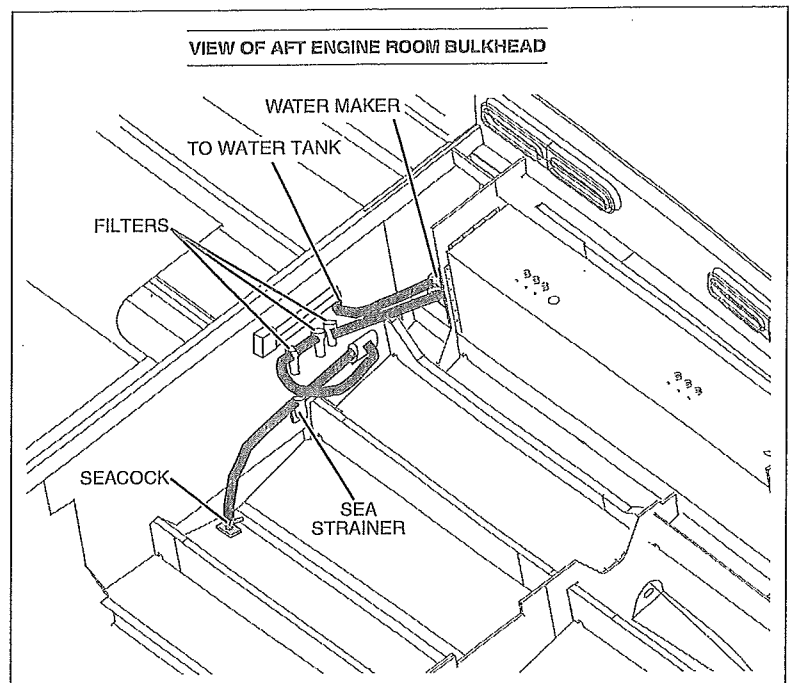 VIEW OF AFT ENGINE ROOM BULKHEAD
WATER MAKER
TO WATER TANK
FILTERS
SEACOCK
SEA
STRAINER